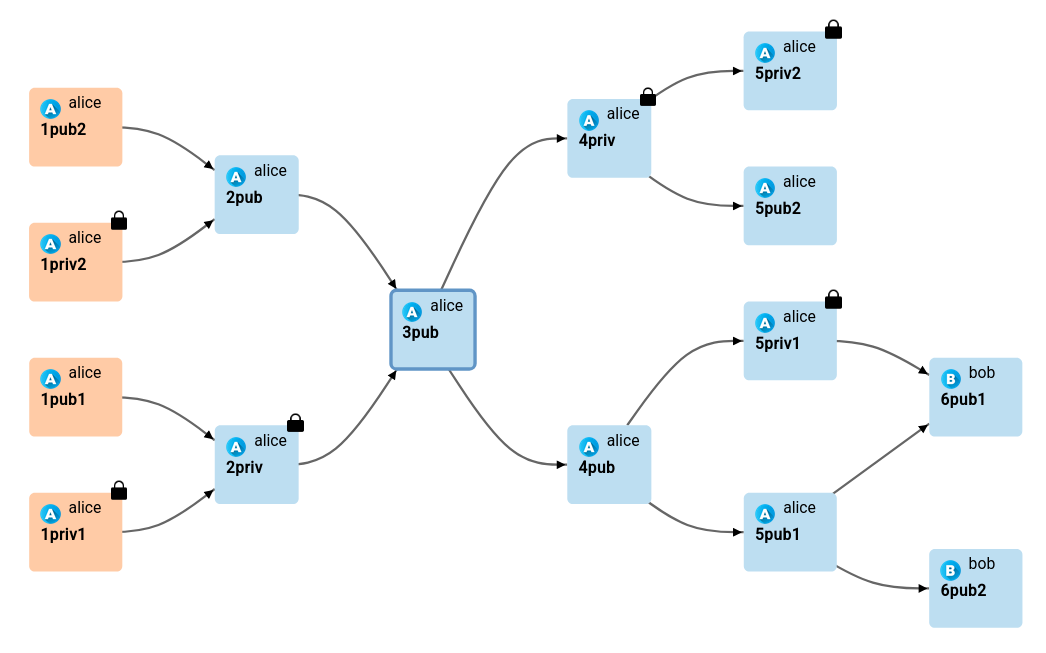 A alice
1pub2
A alice
1priv2
A alice
1pub1
A alice
1priv1
A alice
2pub
A alice
2priv
A alice
3pub
A alice
4priv
A alice
4pub
A alice
5priv2
A alice
5pub2
A alice
5priv1
A alice
5pub1
B bob
6pub1
B bob
6pub2